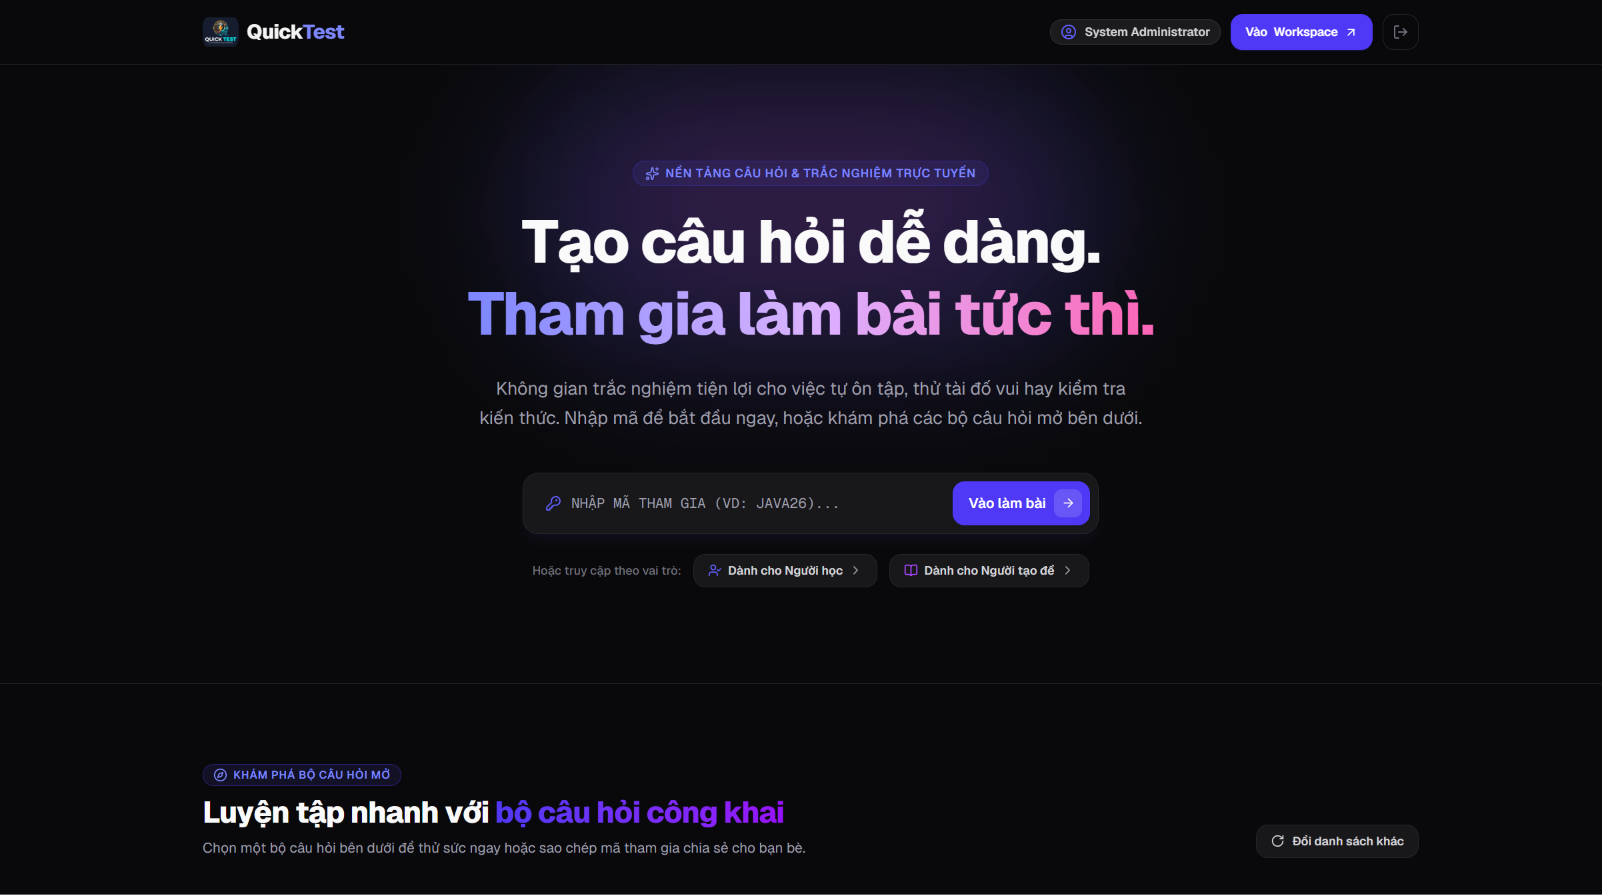 QUICK TEST
QuickTest
System Administrator
Vào Workspace
NỀN TẢNG CÂU HỎI & TRẮC NGHIỆM TRỰC TUYẾN
Tạo câu hỏi dễ dàng.
Tham gia làm bài tức thì.
Không gian trắc nghiệm tiện lợi cho việc tự ôn tập, thử tài đố vui hay kiểm tra
kiến thức. Nhập mã để bắt đầu ngay, hoặc khám phá các bộ câu hỏi mở bên dưới.
NHẬP MÃ THAM GIA (VD: JAVA26)...
Vào làm bài
Hoặc truy cập theo vai trò:
Dành cho Người học
Dành cho Người tạo đề
KHÁM PHÁ BỘ CÂU HỎI MỞ
Luyện tập nhanh với bộ câu hỏi công khai
Chọn một bộ câu hỏi bên dưới để thử sức ngay hoặc sao chép mã tham gia chia sẻ cho bạn bè.
Đổi danh sách khác